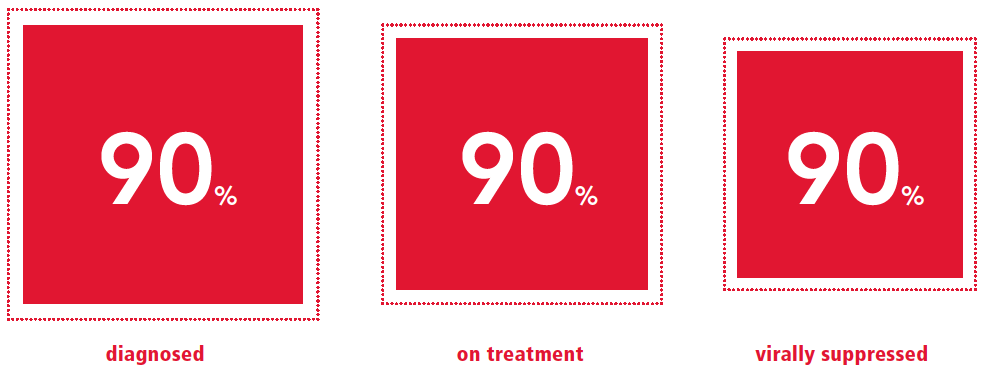 90% 90% 90%
diagnosed on treatment virally suppressed